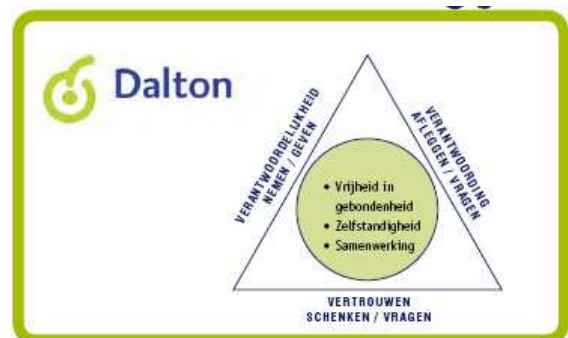 Dalton
VERANTWOORDELIJKHEID
NEMEN / GEVEN
VERANTWOORDING
AFLEGGEN / VRAGEN
• Vrijheid in
gebondenheid
• Zelfstandigheid
• Samenwerking
VERTROUWEN
SCHENKEN / VRAGEN